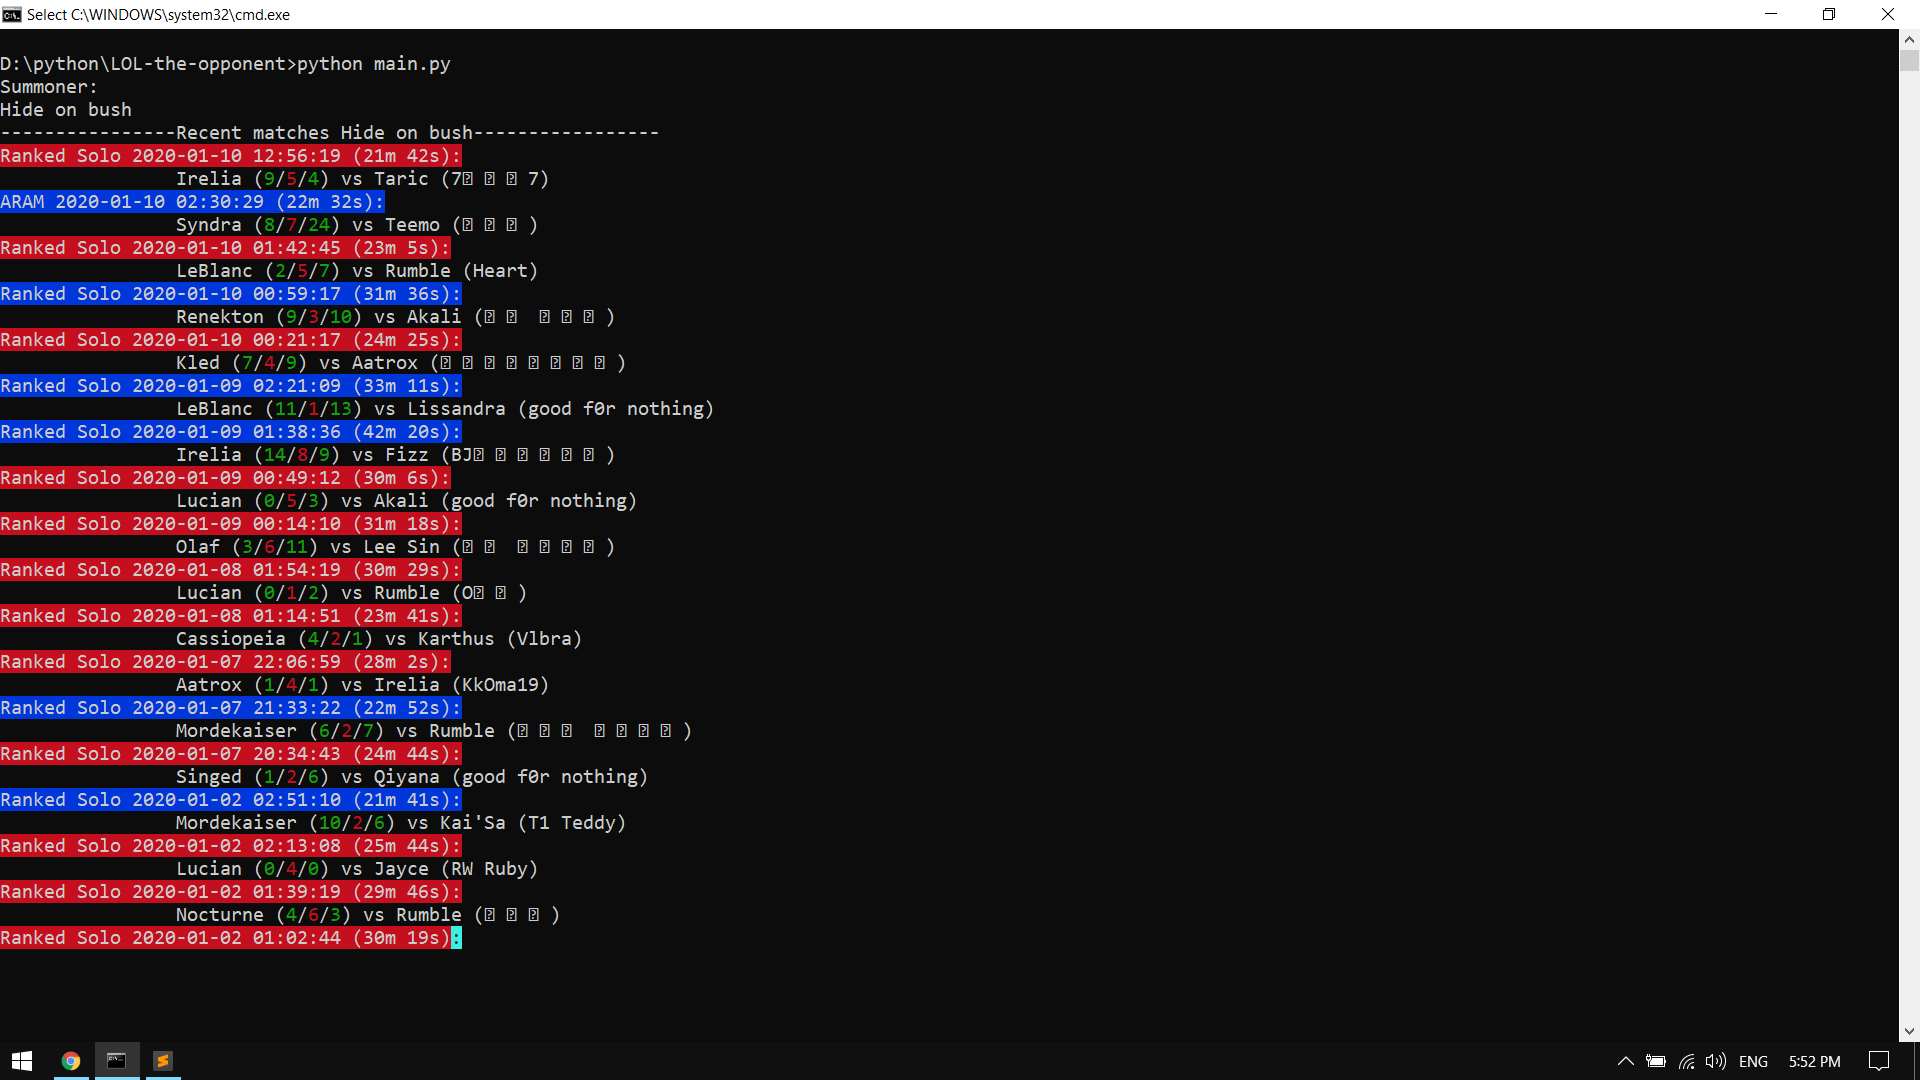 Select C:\WINDOWS\system32\cmd.exe
D:\python\LOL-the-opponent>python main.py
Summoner:
Hide on bush
----------------Recent matches Hide on bush-----------------
Ranked Solo 2020-01-10 12:56:19 (21m 42s):
Irelia (9/5/4) vs Taric (7 7)
ARAM 2020-01-10 02:30:29 (22m 32s):
Syndra (8/7/24) vs Teemo ( )
Ranked Solo 2020-01-10 01:42:45 (23m 5s):
LeBlanc (2/5/7) vs Rumble (Heart)
Ranked Solo 2020-01-10 00:59:17 (31m 36s):
Renekton (9/3/10) vs Akali ( )
Ranked Solo 2020-01-10 00:21:17 (24m 25s):
Kled (7/4/9) vs Aatrox ( )
Ranked Solo 2020-01-09 02:21:09 (33m 11s):
LeBlanc (11/1/13) vs Lissandra (good f0r nothing)
Ranked Solo 2020-01-09 01:38:36 (42m 20s):
Irelia (14/8/9) vs Fizz (BJ )
Ranked Solo 2020-01-09 00:49:12 (30m 6s):
Lucian (0/5/3) vs Akali (good f0r nothing)
Ranked Solo 2020-01-09 00:14:10 (31m 18s):
Olaf (3/6/11) vs Lee Sin ( )
Ranked Solo 2020-01-08 01:54:19 (30m 29s):
Lucian (0/1/2) vs Rumble (O )
Ranked Solo 2020-01-08 01:14:51 (23m 41s):
Cassiopeia (4/2/1) vs Karthus (Vlbra)
Ranked Solo 2020-01-07 22:06:59 (28m 2s):
Aatrox (1/4/1) vs Irelia (KkOma19)
Ranked Solo 2020-01-07 21:33:22 (22m 52s):
Mordekaiser (6/2/7) vs Rumble ( )
Ranked Solo 2020-01-07 20:34:43 (24m 44s):
Singed (1/2/6) vs Qiyana (good f0r nothing)
Ranked Solo 2020-01-02 02:51:10 (21m 41s):
Mordekaiser (10/2/6) vs Kai'Sa (T1 Teddy)
Ranked Solo 2020-01-02 02:13:08 (25m 44s):
Lucian (0/4/0) vs Jayce (RW Ruby)
Ranked Solo 2020-01-02 01:39:19 (29m 46s):
Nocturne (4/6/3) vs Rumble ( )
Ranked Solo 2020-01-02 01:02:44 (30m 19s):
ENG 5:52 PM